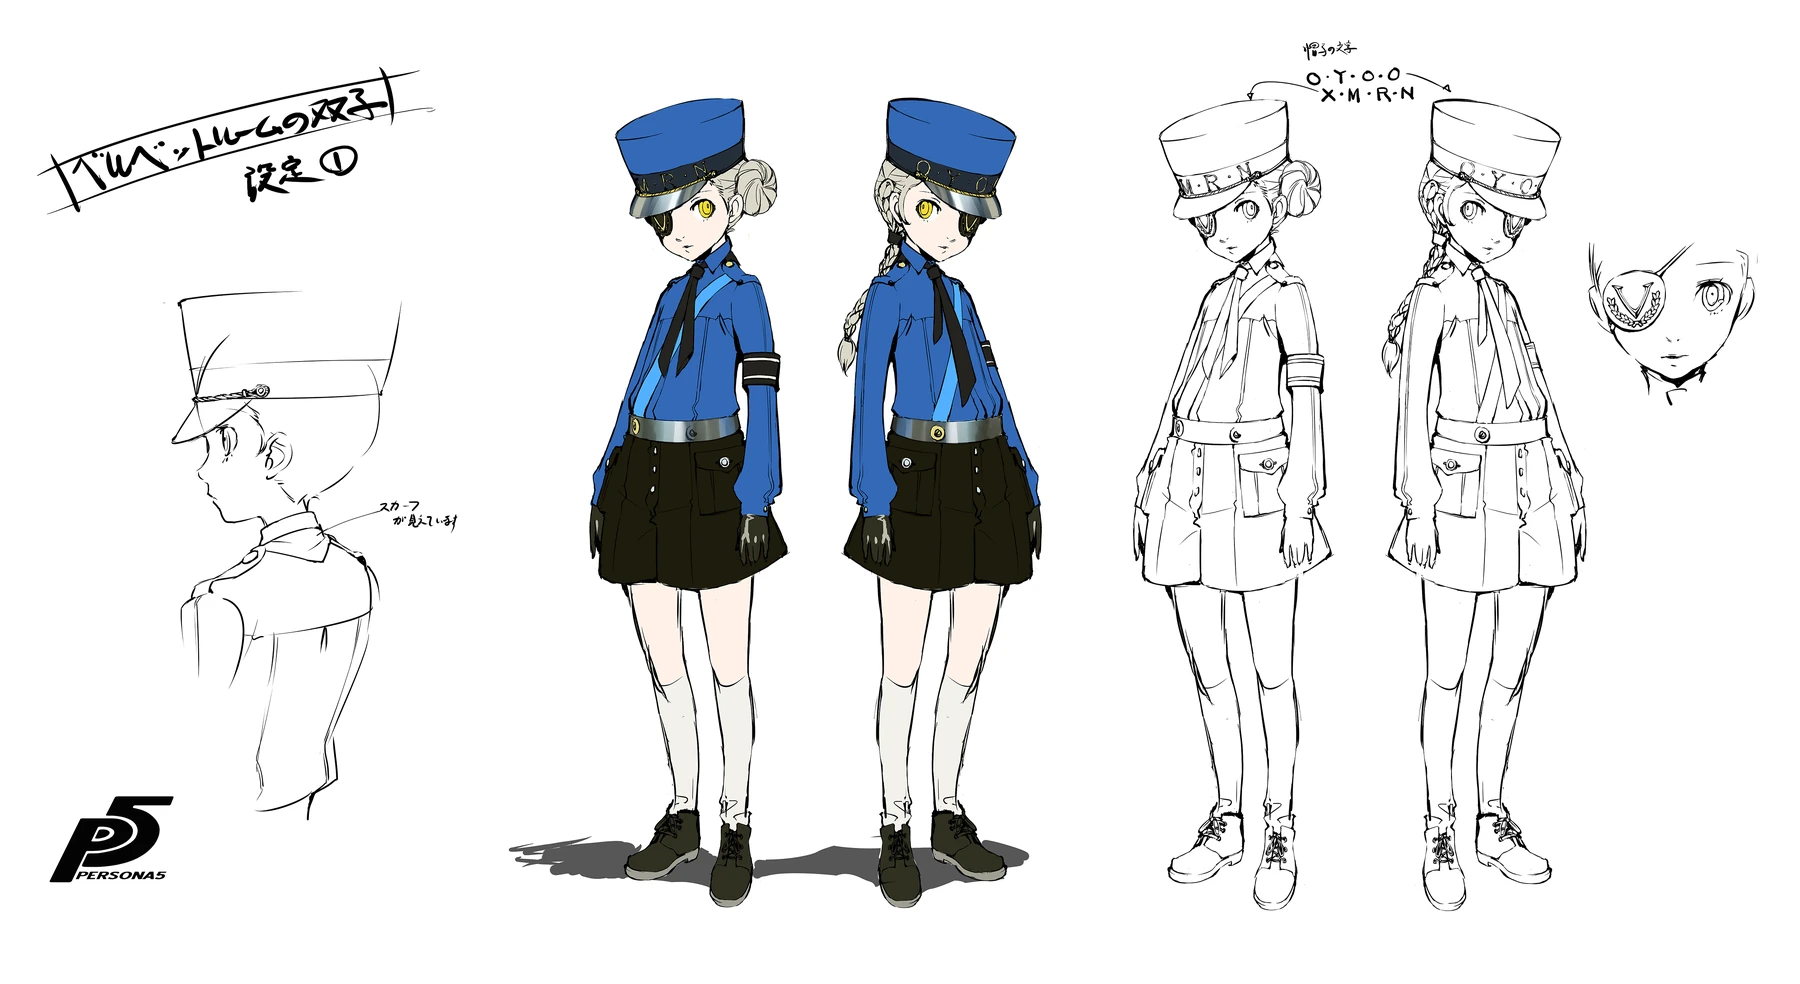 ベルベットルームの双子
設定①
帽子の文字
O・Y・O・O
X・M・R・N
M・R・N
O Y O
M・R・N
O・Y・O
V
スカーフ
が見えています
P5
PERSONA5